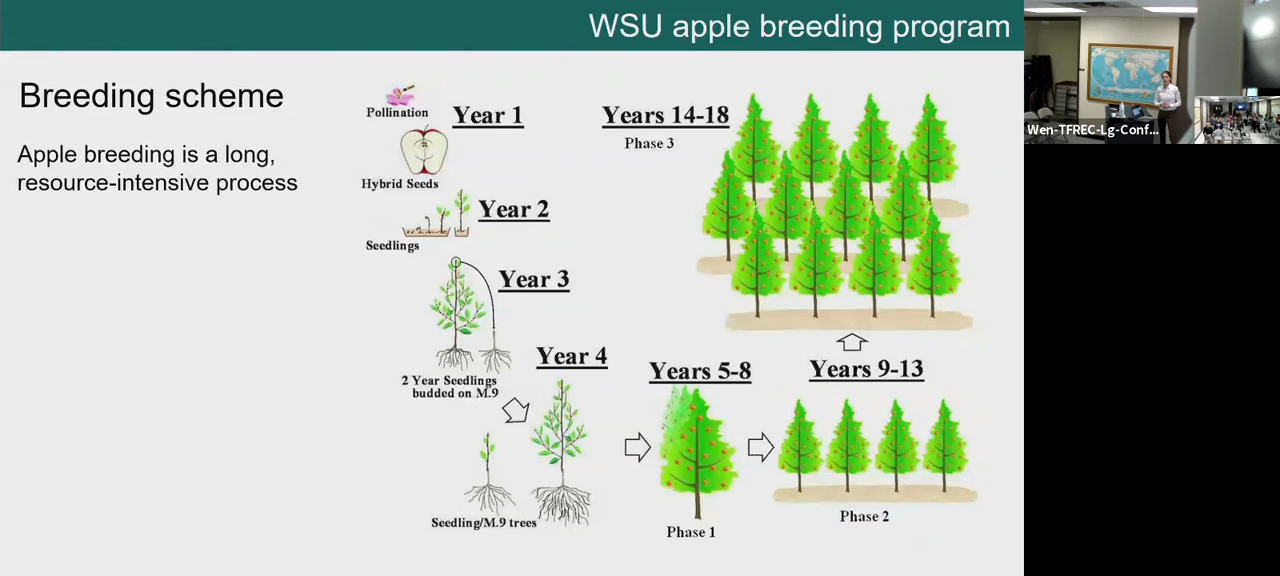 WSU apple breeding program
Breeding scheme
Apple breeding is a long,
resource-intensive process
Pollination
Year 1
Hybrid Seeds
Year 2
Seedlings
Year 3
2 Year Seedlings
budded on M.9
Year 4
Seedling/M.9 trees
Years 5-8
Phase 1
Years 9-13
Phase 2
Years 14-18
Phase 3
Wen-TFREC-Lg-Conf...